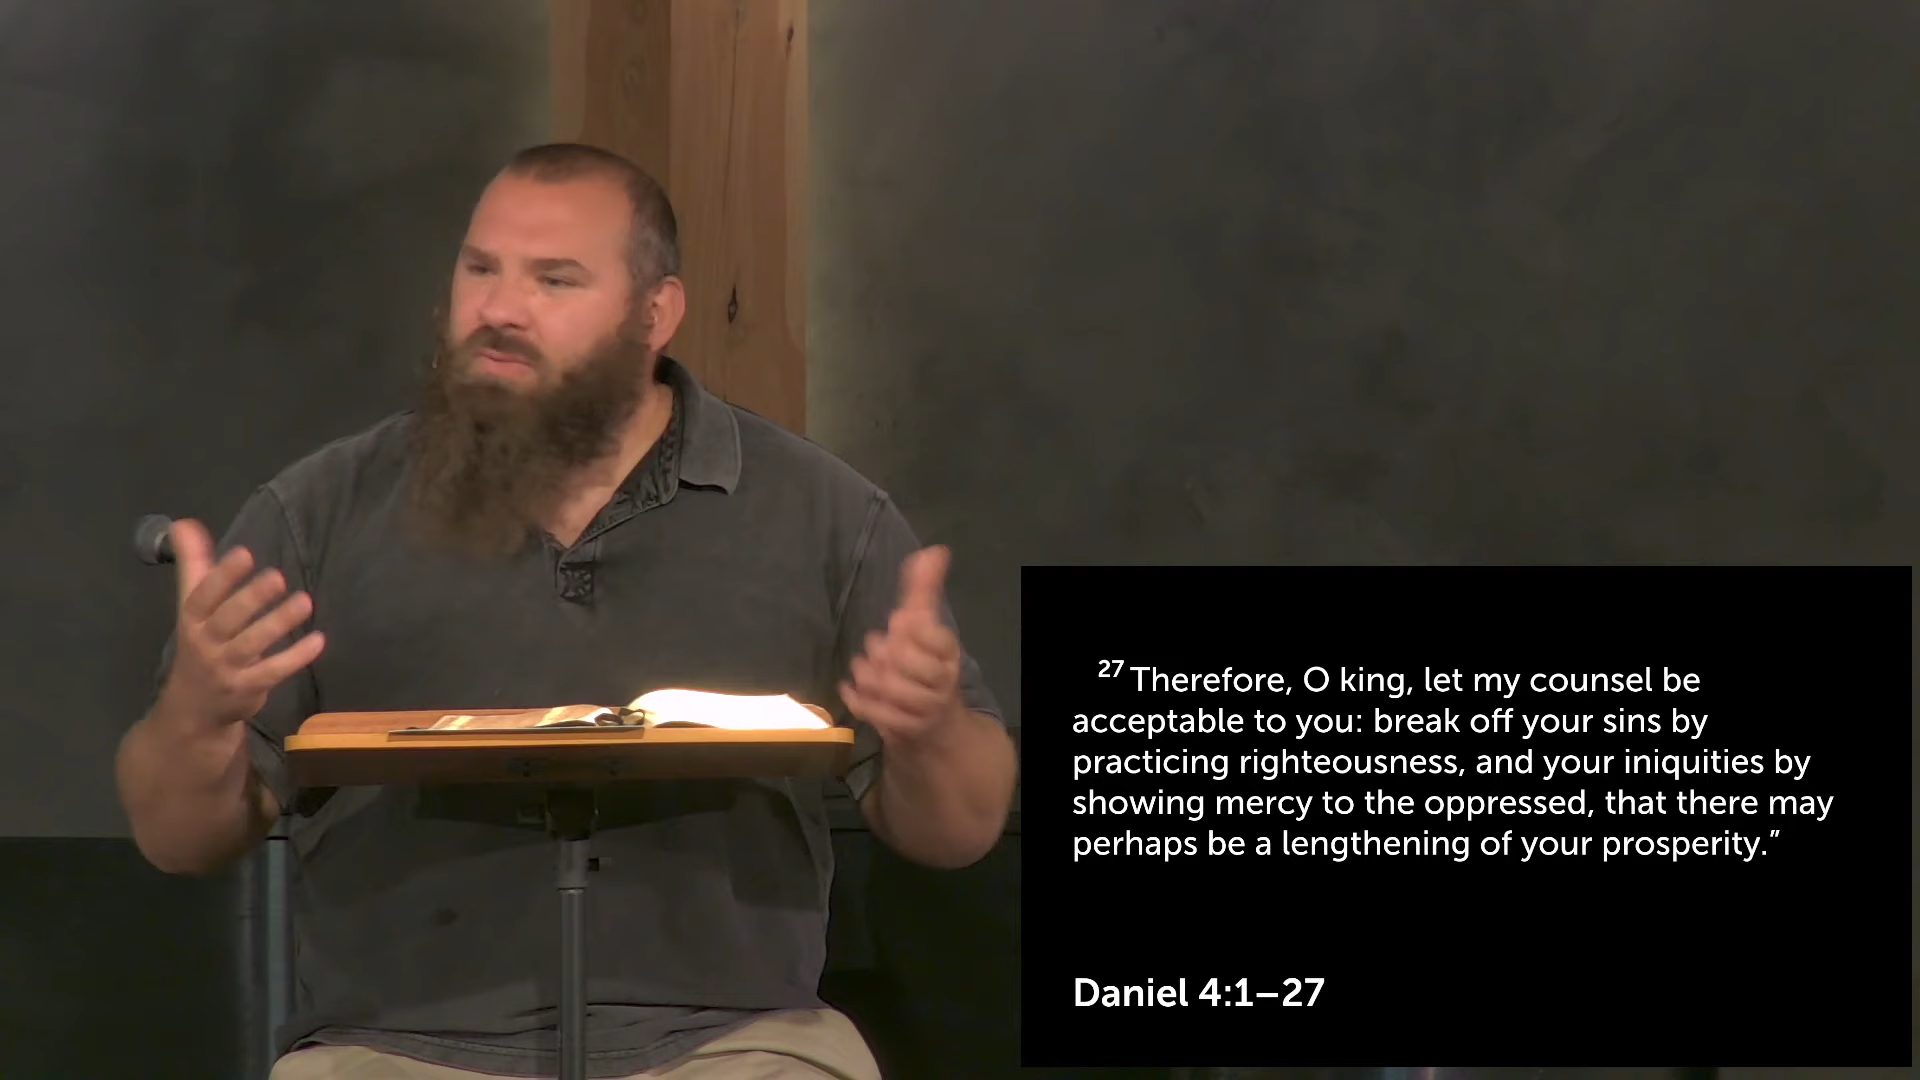 27 Therefore, O king, let my counsel be
acceptable to you: break off your sins by
practicing righteousness, and your iniquities by
showing mercy to the oppressed, that there may
perhaps be a lengthening of your prosperity.”
Daniel 4:1–27